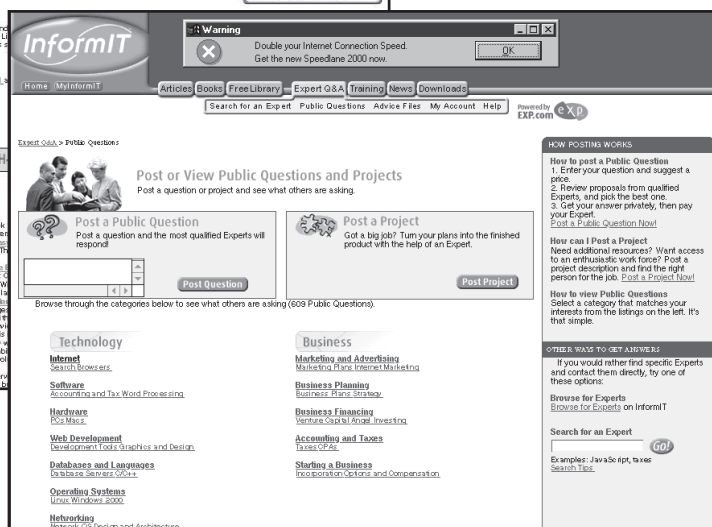 InformIT
Warning
Double your Internet Connection Speed.
Get the new Speedlane 2000 now.
OK
Home MyInformIT
Articles Books Free Library Expert Q&A Training News Downloads
Search for an Expert Public Questions Advice Files My Account Help
Powered by
EXP.com
exp
Expert Q&A > Public Questions
Post or View Public Questions and Projects
Post a question or project and see what others are asking.
Post a Public Question
Post a question and the most qualified Experts will
respond!
Post Question
Post a Project
Got a big job? Turn your plans into the finished
product with the help of an Expert.
Post Project
Browse through the categories below to see what others are asking (609 Public Questions).
Technology
Internet
Search Browsers
Software
Accounting and Tax Word Processing
Hardware
PCs Macs
Web Development
Development Tools Graphics and Design
Databases and Languages
Database Servers C/C++
Operating Systems
Linux Windows 2000
Networking
Network OS Design and Architecture
Business
Marketing and Advertising
Marketing Plans Internet Marketing
Business Planning
Business Plans Strategy
Business Financing
Venture Capital Angel Investing
Accounting and Taxes
Taxes CPAs
Starting a Business
Incorporation Options and Compensation
HOW POSTING WORKS
How to post a Public Question
1. Enter your question and suggest a
price.
2. Review proposals from qualified
Experts, and pick the best one.
3. Get your answer privately, then pay
your Expert.
Post a Public Question Now!
How can I Post a Project
Need additional resources? Want access
to an enthusiastic work force? Post a
project description and find the right
person for the job. Post a Project Now!
How to view Public Questions
Select a category that matches your
interests from the listings on the left. It's
that simple.
OTHER WAYS TO GET ANSWERS
If you would rather find specific Experts
and contact them directly, try one of
these options:
Browse for Experts
Browse for Experts on InformIT
Search for an Expert
Go!
Examples: JavaScript, taxes
Search Tips